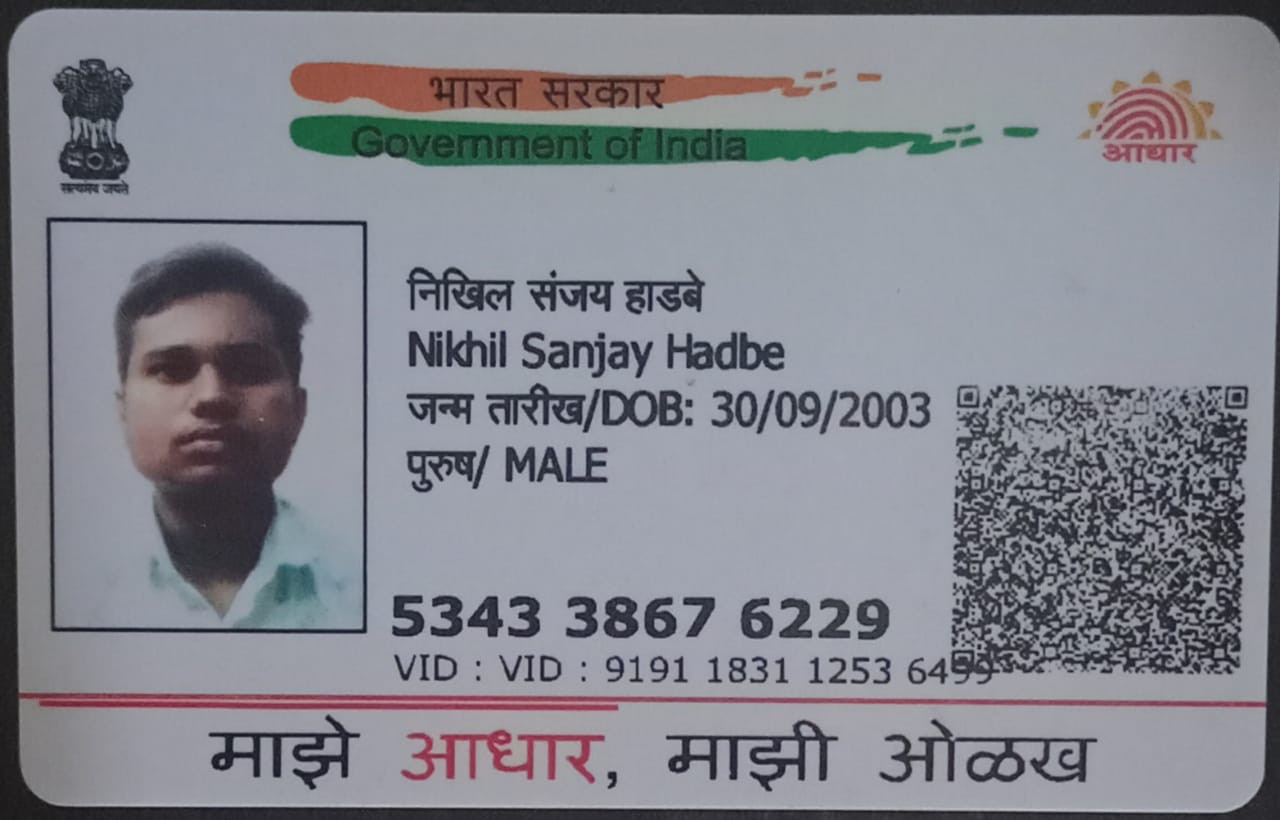 भारत सरकार
Government of India
सत्यमेव जयते
आधार
निखिल संजय हाडबे
Nikhil Sanjay Hadbe
जन्म तारीख/DOB: 30/09/2003
पुरुष/ MALE
5343 3867 6229
VID : VID : 9191 1831 1253 6499
माझे आधार, माझी ओळख